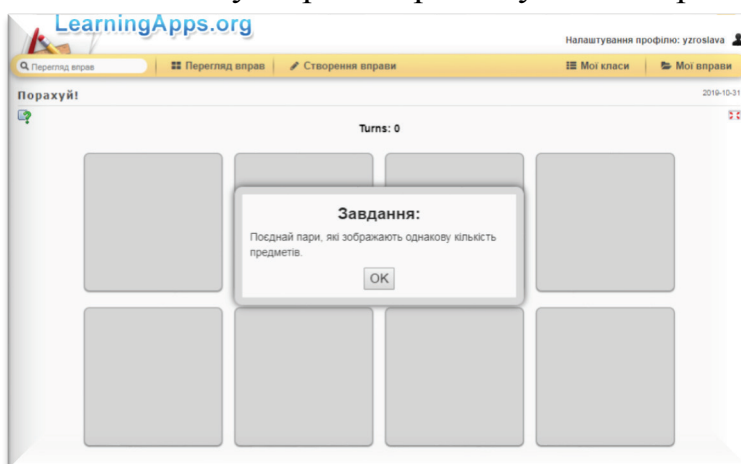 LearningApps.org
Налаштування профілю: yzroslava
Перегляд вправ
Перегляд вправ
Створення вправи
Мої класи
Мої вправи
Порахуй!
2019-10-31
Turns: 0
Завдання:
Поєднай пари, які зображають однакову кількість
предметів.
OK